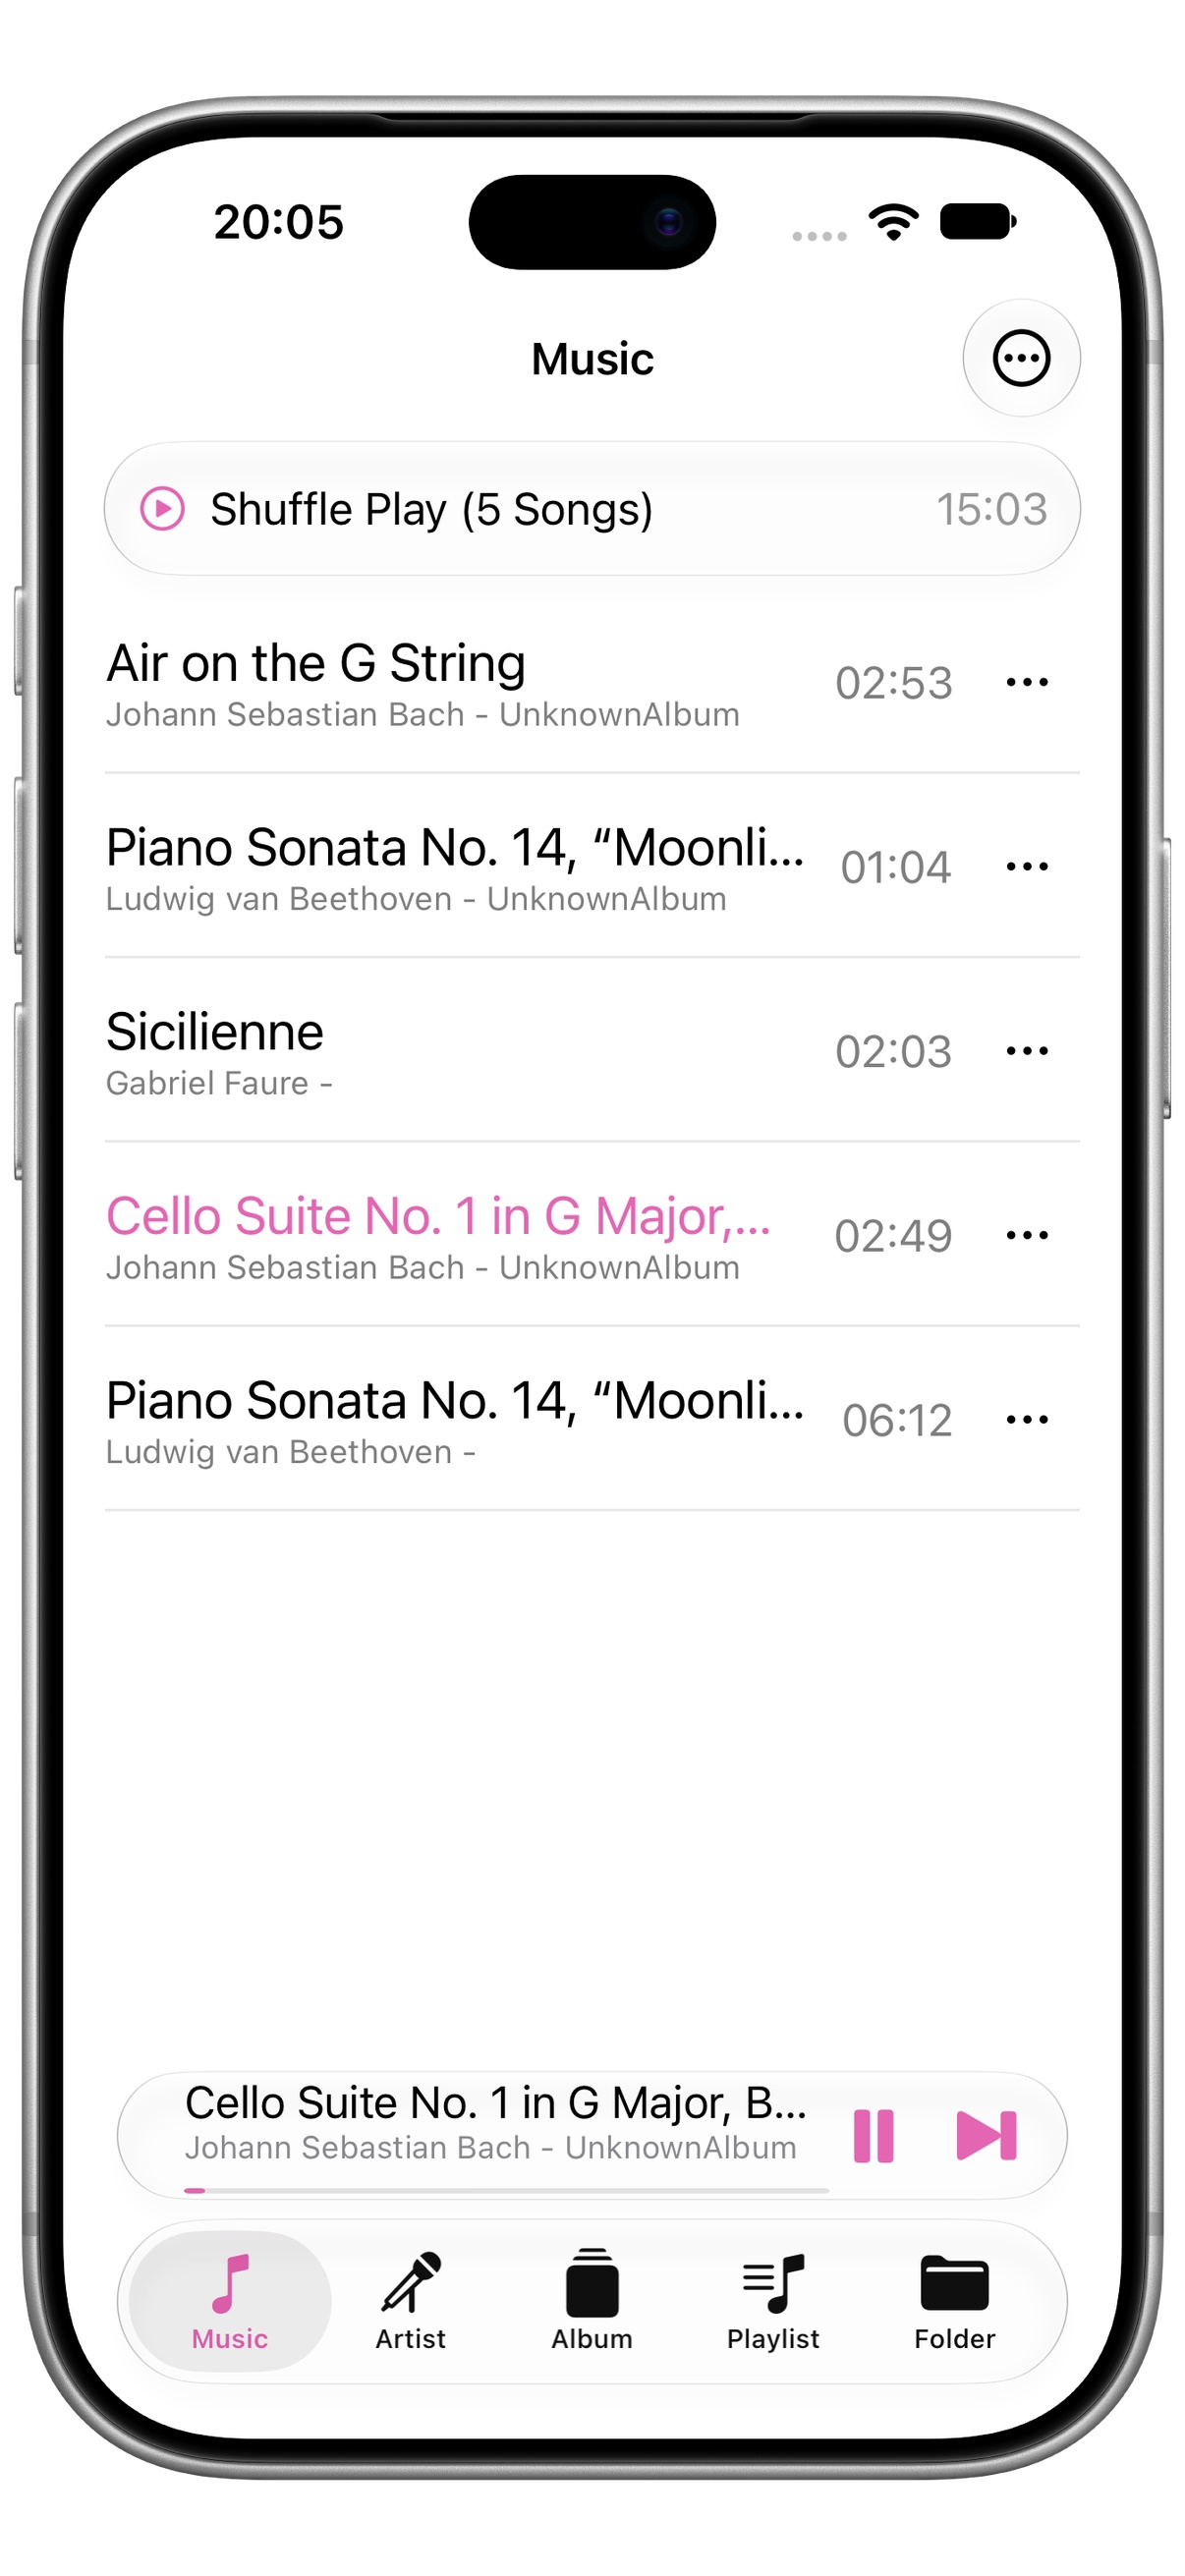 20:05
Music
Shuffle Play (5 Songs) 15:03
Air on the G String
Johann Sebastian Bach - UnknownAlbum
02:53
Piano Sonata No. 14, “Moonli...
Ludwig van Beethoven - UnknownAlbum
01:04
Sicilienne
Gabriel Faure -
02:03
Cello Suite No. 1 in G Major,...
Johann Sebastian Bach - UnknownAlbum
02:49
Piano Sonata No. 14, “Moonli...
Ludwig van Beethoven -
06:12
Cello Suite No. 1 in G Major, B...
Johann Sebastian Bach - UnknownAlbum
Music Artist Album Playlist Folder